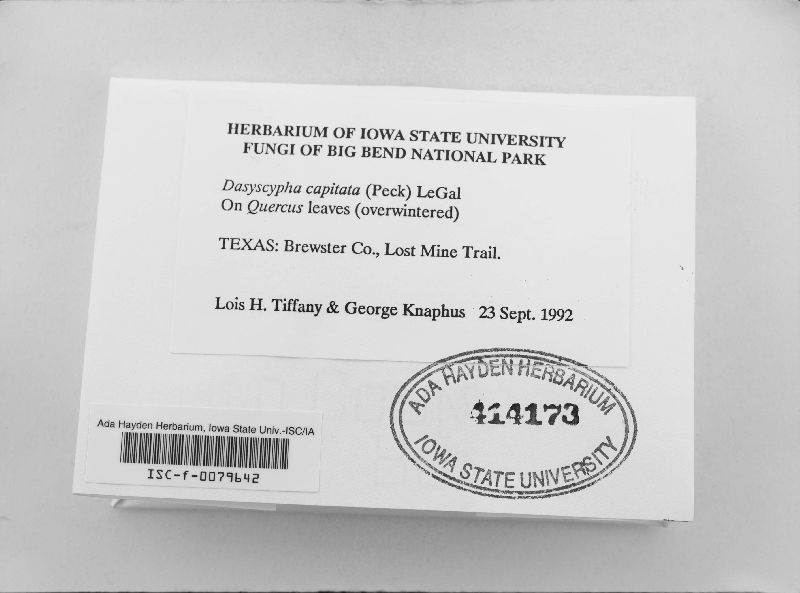 HERBARIUM OF IOWA STATE UNIVERSITY
FUNGI OF BIG BEND NATIONAL PARK
Dasyscypha capitata (Peck) LeGal
On Quercus leaves (overwintered)
TEXAS: Brewster Co., Lost Mine Trail.
Lois H. Tiffany & George Knaphus 23 Sept. 1992
ADA HAYDEN HERBARIUM
414173
IOWA STATE UNIVERSITY
Ada Hayden Herbarium, Iowa State Univ.-ISC/IA
ISC-f-0079642